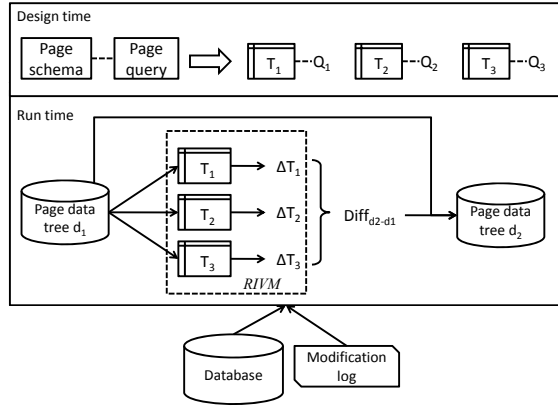 Design time
Page schema
Page query
T₁ Q₁ T₂ Q₂ T₃ Q₃
Run time
Page data tree d₁
T₁ ΔT₁
T₂ ΔT₂
T₃ ΔT₃
RIVM
Diff_d2-d1
Page data tree d₂
Database
Modification log